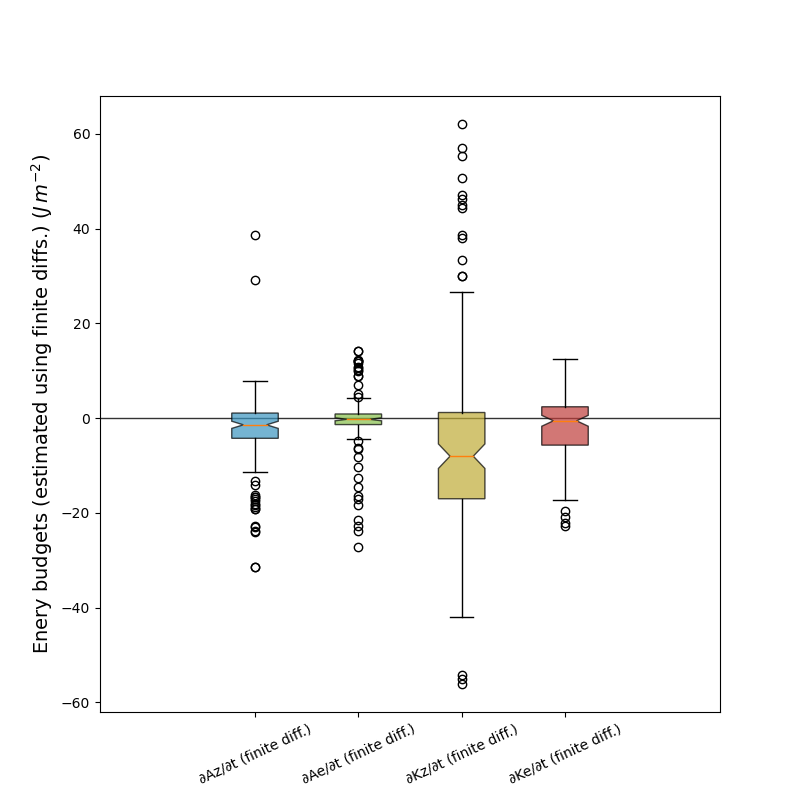 Enery budgets (estimated using finite diffs.) (J m⁻²)
60
40
20
0
−20
−40
−60
∂Az/∂t (finite diff.)
∂Ae/∂t (finite diff.)
∂Kz/∂t (finite diff.)
∂Ke/∂t (finite diff.)